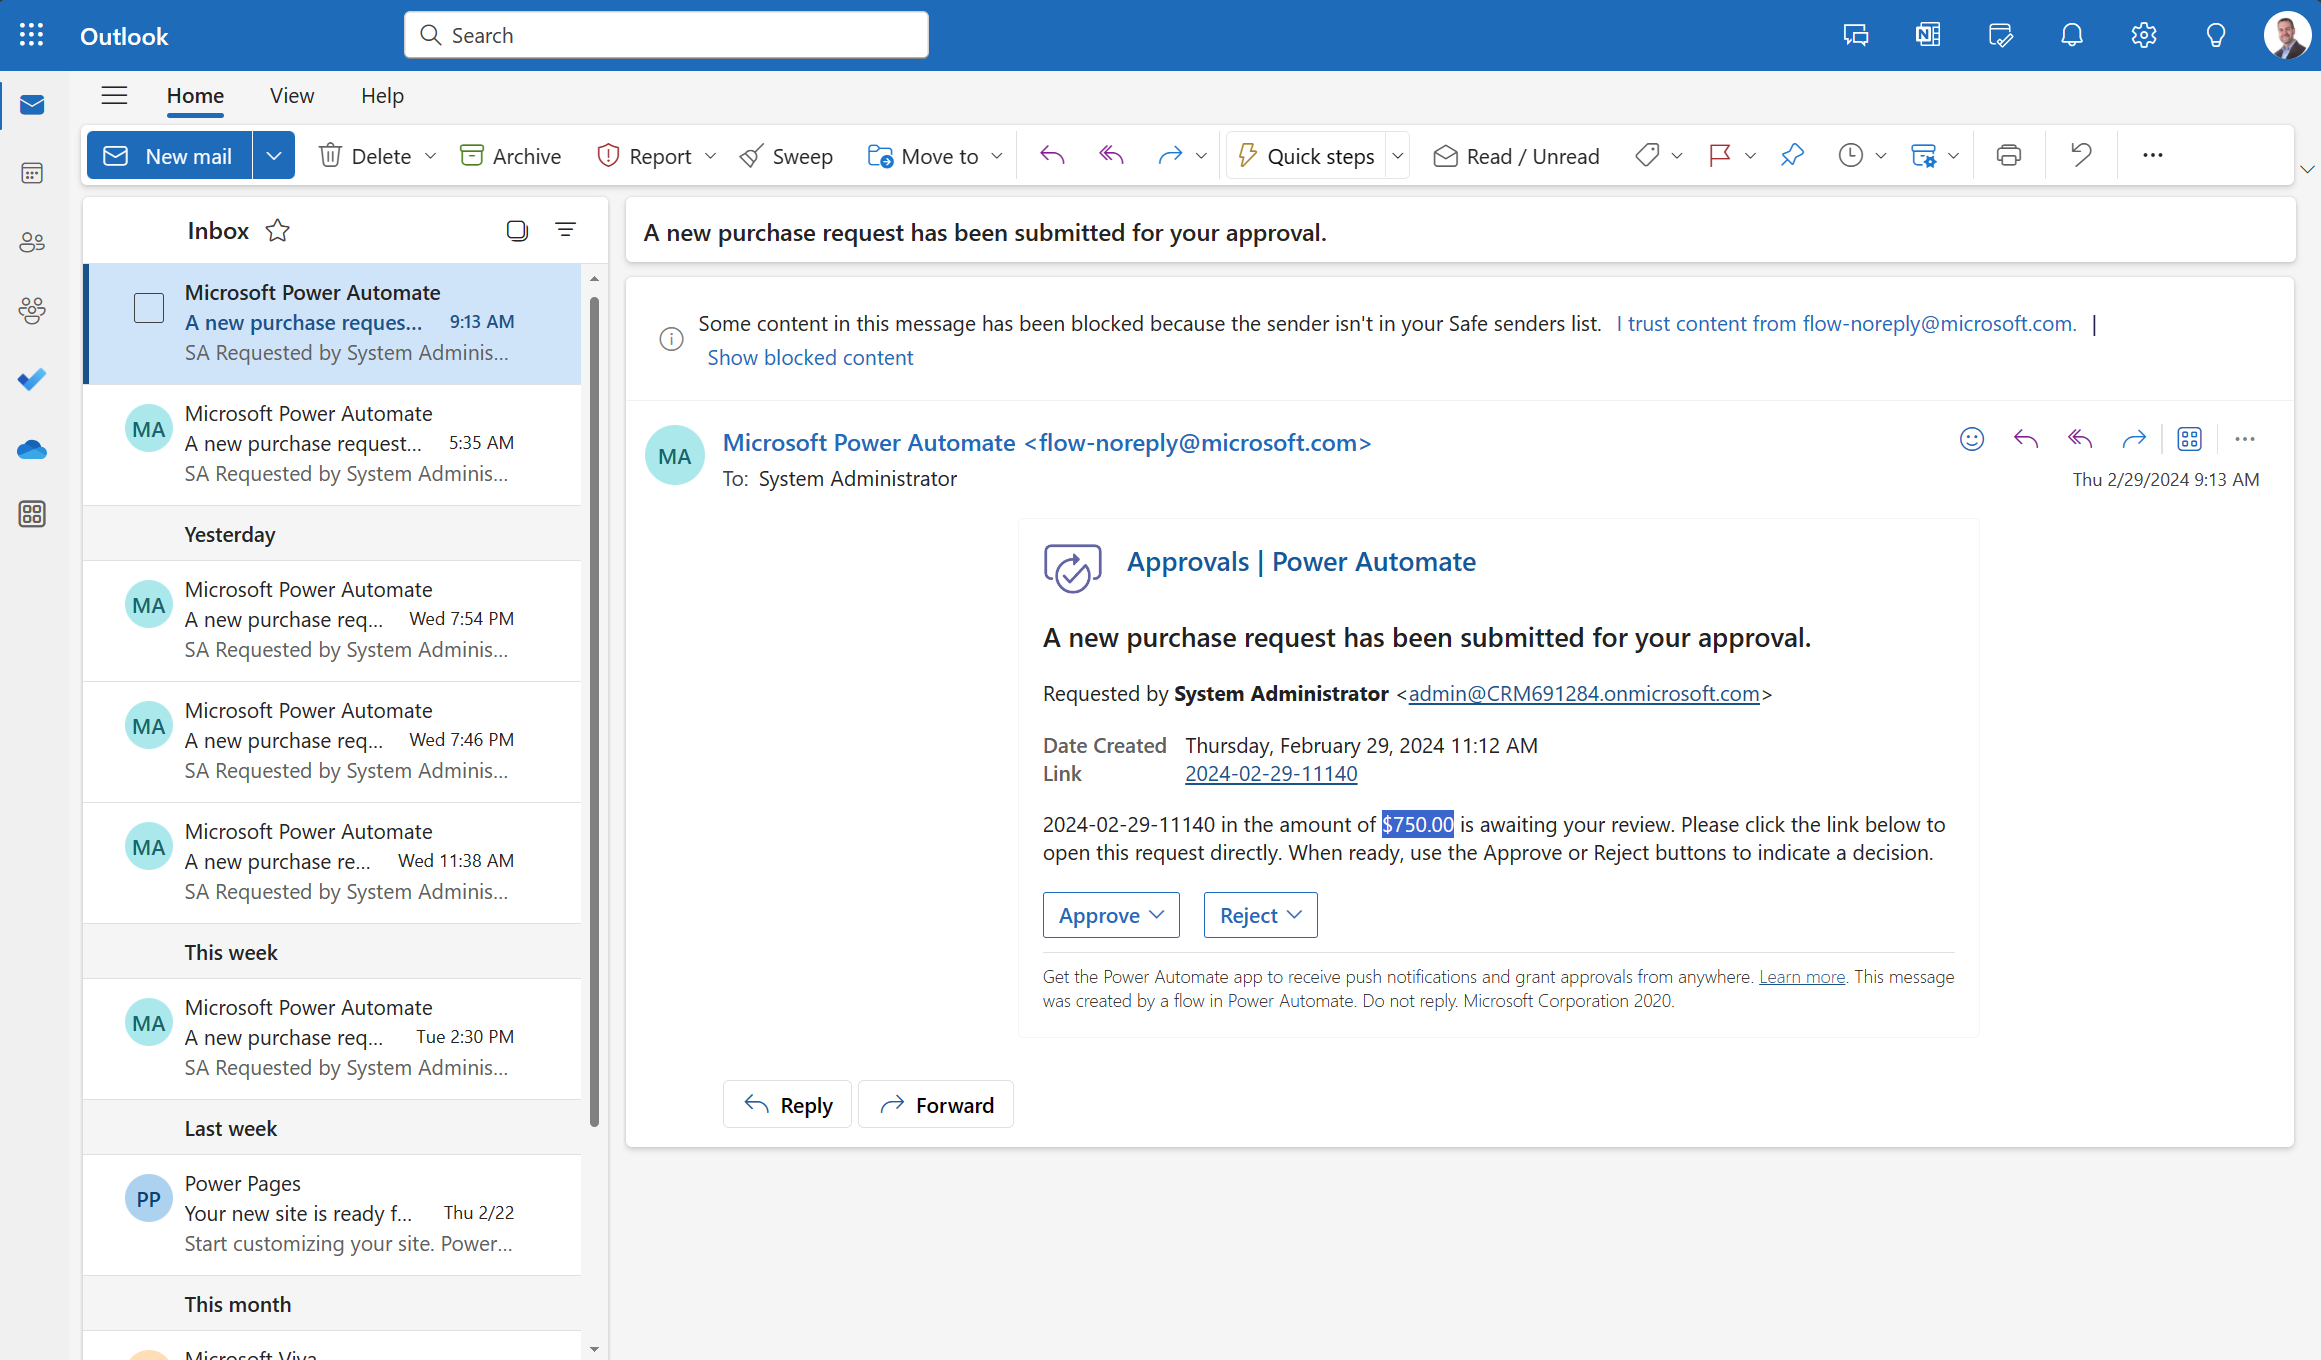 Outlook
Search
Home View Help
New mail Delete Archive Report Sweep Move to Quick steps Read / Unread
Inbox
Microsoft Power Automate
A new purchase reques... 9:13 AM
SA Requested by System Adminis...
MA
Microsoft Power Automate
A new purchase request... 5:35 AM
SA Requested by System Adminis...
Yesterday
MA
Microsoft Power Automate
A new purchase req... Wed 7:54 PM
SA Requested by System Adminis...
MA
Microsoft Power Automate
A new purchase req... Wed 7:46 PM
SA Requested by System Adminis...
MA
Microsoft Power Automate
A new purchase re... Wed 11:38 AM
SA Requested by System Adminis...
This week
MA
Microsoft Power Automate
A new purchase req... Tue 2:30 PM
SA Requested by System Adminis...
Last week
PP
Power Pages
Your new site is ready f... Thu 2/22
Start customizing your site. Power...
This month
Microsoft Viva
A new purchase request has been submitted for your approval.
Some content in this message has been blocked because the sender isn't in your Safe senders list. I trust content from flow-noreply@microsoft.com. |
Show blocked content
MA
Microsoft Power Automate <flow-noreply@microsoft.com>
To: System Administrator
Thu 2/29/2024 9:13 AM
Approvals | Power Automate
A new purchase request has been submitted for your approval.
Requested by System Administrator <admin@CRM691284.onmicrosoft.com>
Date Created Thursday, February 29, 2024 11:12 AM
Link 2024-02-29-11140
2024-02-29-11140 in the amount of $750.00 is awaiting your review. Please click the link below to
open this request directly. When ready, use the Approve or Reject buttons to indicate a decision.
Approve Reject
Get the Power Automate app to receive push notifications and grant approvals from anywhere. Learn more. This message
was created by a flow in Power Automate. Do not reply. Microsoft Corporation 2020.
Reply Forward